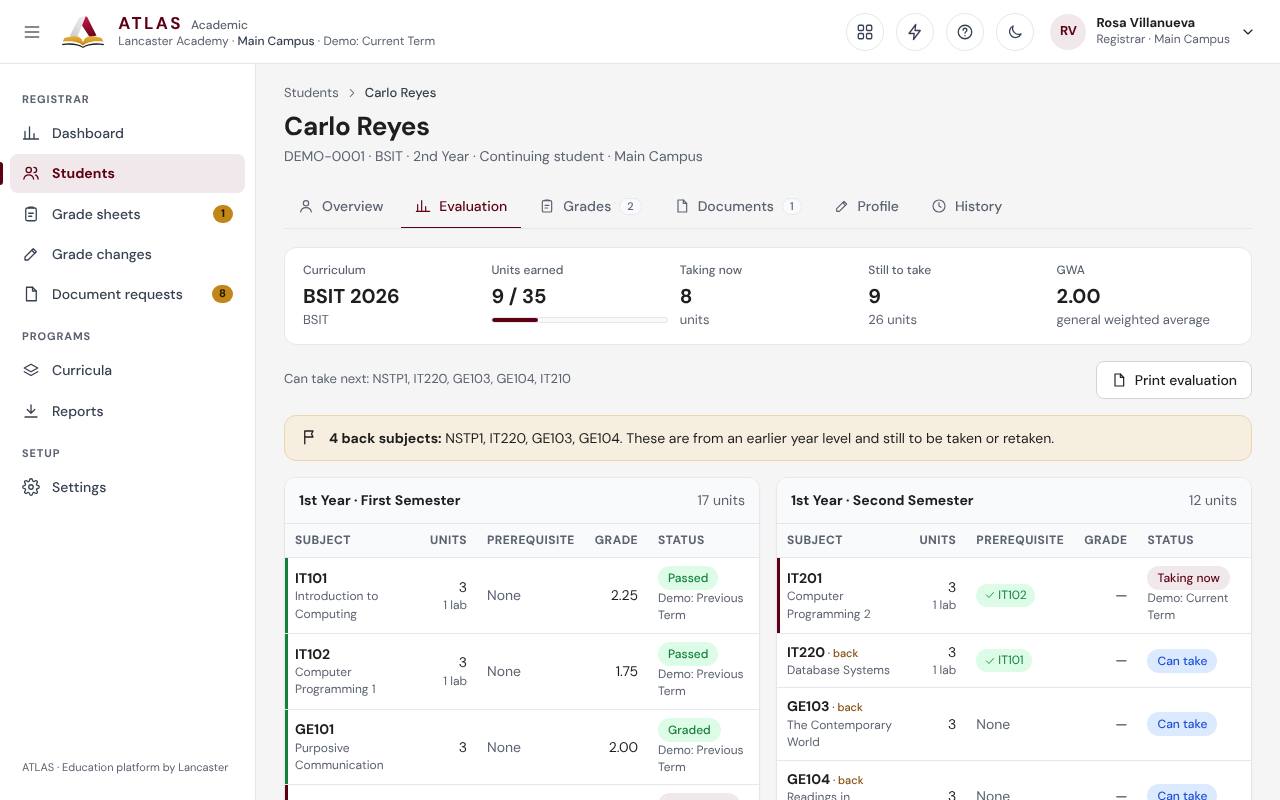 ATLAS Academic
Lancaster Academy · Main Campus · Demo: Current Term
RV
Rosa Villanueva
Registrar · Main Campus
REGISTRAR
Dashboard
Students
Grade sheets 1
Grade changes
Document requests 8
PROGRAMS
Curricula
Reports
SETUP
Settings
ATLAS · Education platform by Lancaster
Students > Carlo Reyes
Carlo Reyes
DEMO-0001 · BSIT · 2nd Year · Continuing student · Main Campus
Overview Evaluation Grades 2 Documents 1 Profile History
Curriculum
BSIT 2026
BSIT
Units earned
9 / 35
Taking now
8
units
Still to take
9
26 units
GWA
2.00
general weighted average
Can take next: NSTP1, IT220, GE103, GE104, IT210
Print evaluation
4 back subjects: NSTP1, IT220, GE103, GE104. These are from an earlier year level and still to be taken or retaken.
1st Year · First Semester 17 units
SUBJECT UNITS PREREQUISITE GRADE STATUS
IT101
Introduction to
Computing
3
1 lab
None
2.25
Passed
Demo: Previous
Term
IT102
Computer
Programming 1
3
1 lab
None
1.75
Passed
Demo: Previous
Term
GE101
Purposive
Communication
3
None
2.00
Graded
Demo: Previous
Term
1st Year · Second Semester 12 units
SUBJECT UNITS PREREQUISITE GRADE STATUS
IT201
Computer
Programming 2
3
1 lab
✓ IT102
—
Taking now
Demo: Current
Term
IT220 · back
Database Systems
3
1 lab
✓ IT101
—
Can take
GE103 · back
The Contemporary
World
3
None
—
Can take
GE104 · back
Readings in
3
None
—
Can take